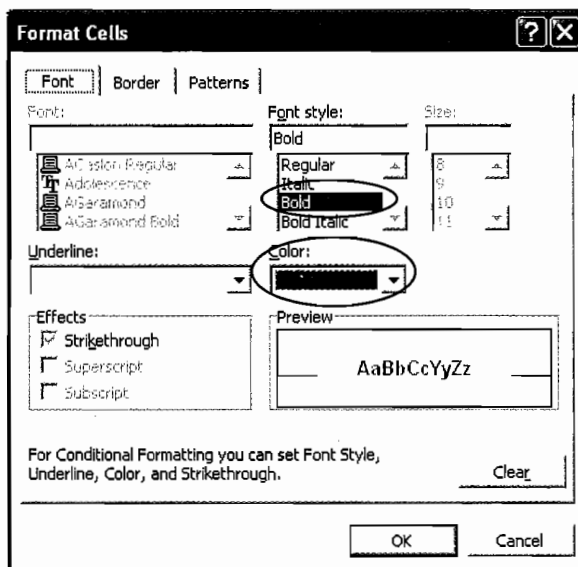 Format Cells
Font
Border
Patterns
Font:
Font style:
Size:
Bold
ACaslon Regular
Adolescence
AGaramond
AGaramond Bold
Regular
Italic
Bold
Bold Italic
8
9
10
11
Underline:
Color:
Effects
Strikethrough
Superscript
Subscript
Preview
AaBbCcYyZz
For Conditional Formatting you can set Font Style,
Underline, Color, and Strikethrough.
Clear
OK
Cancel